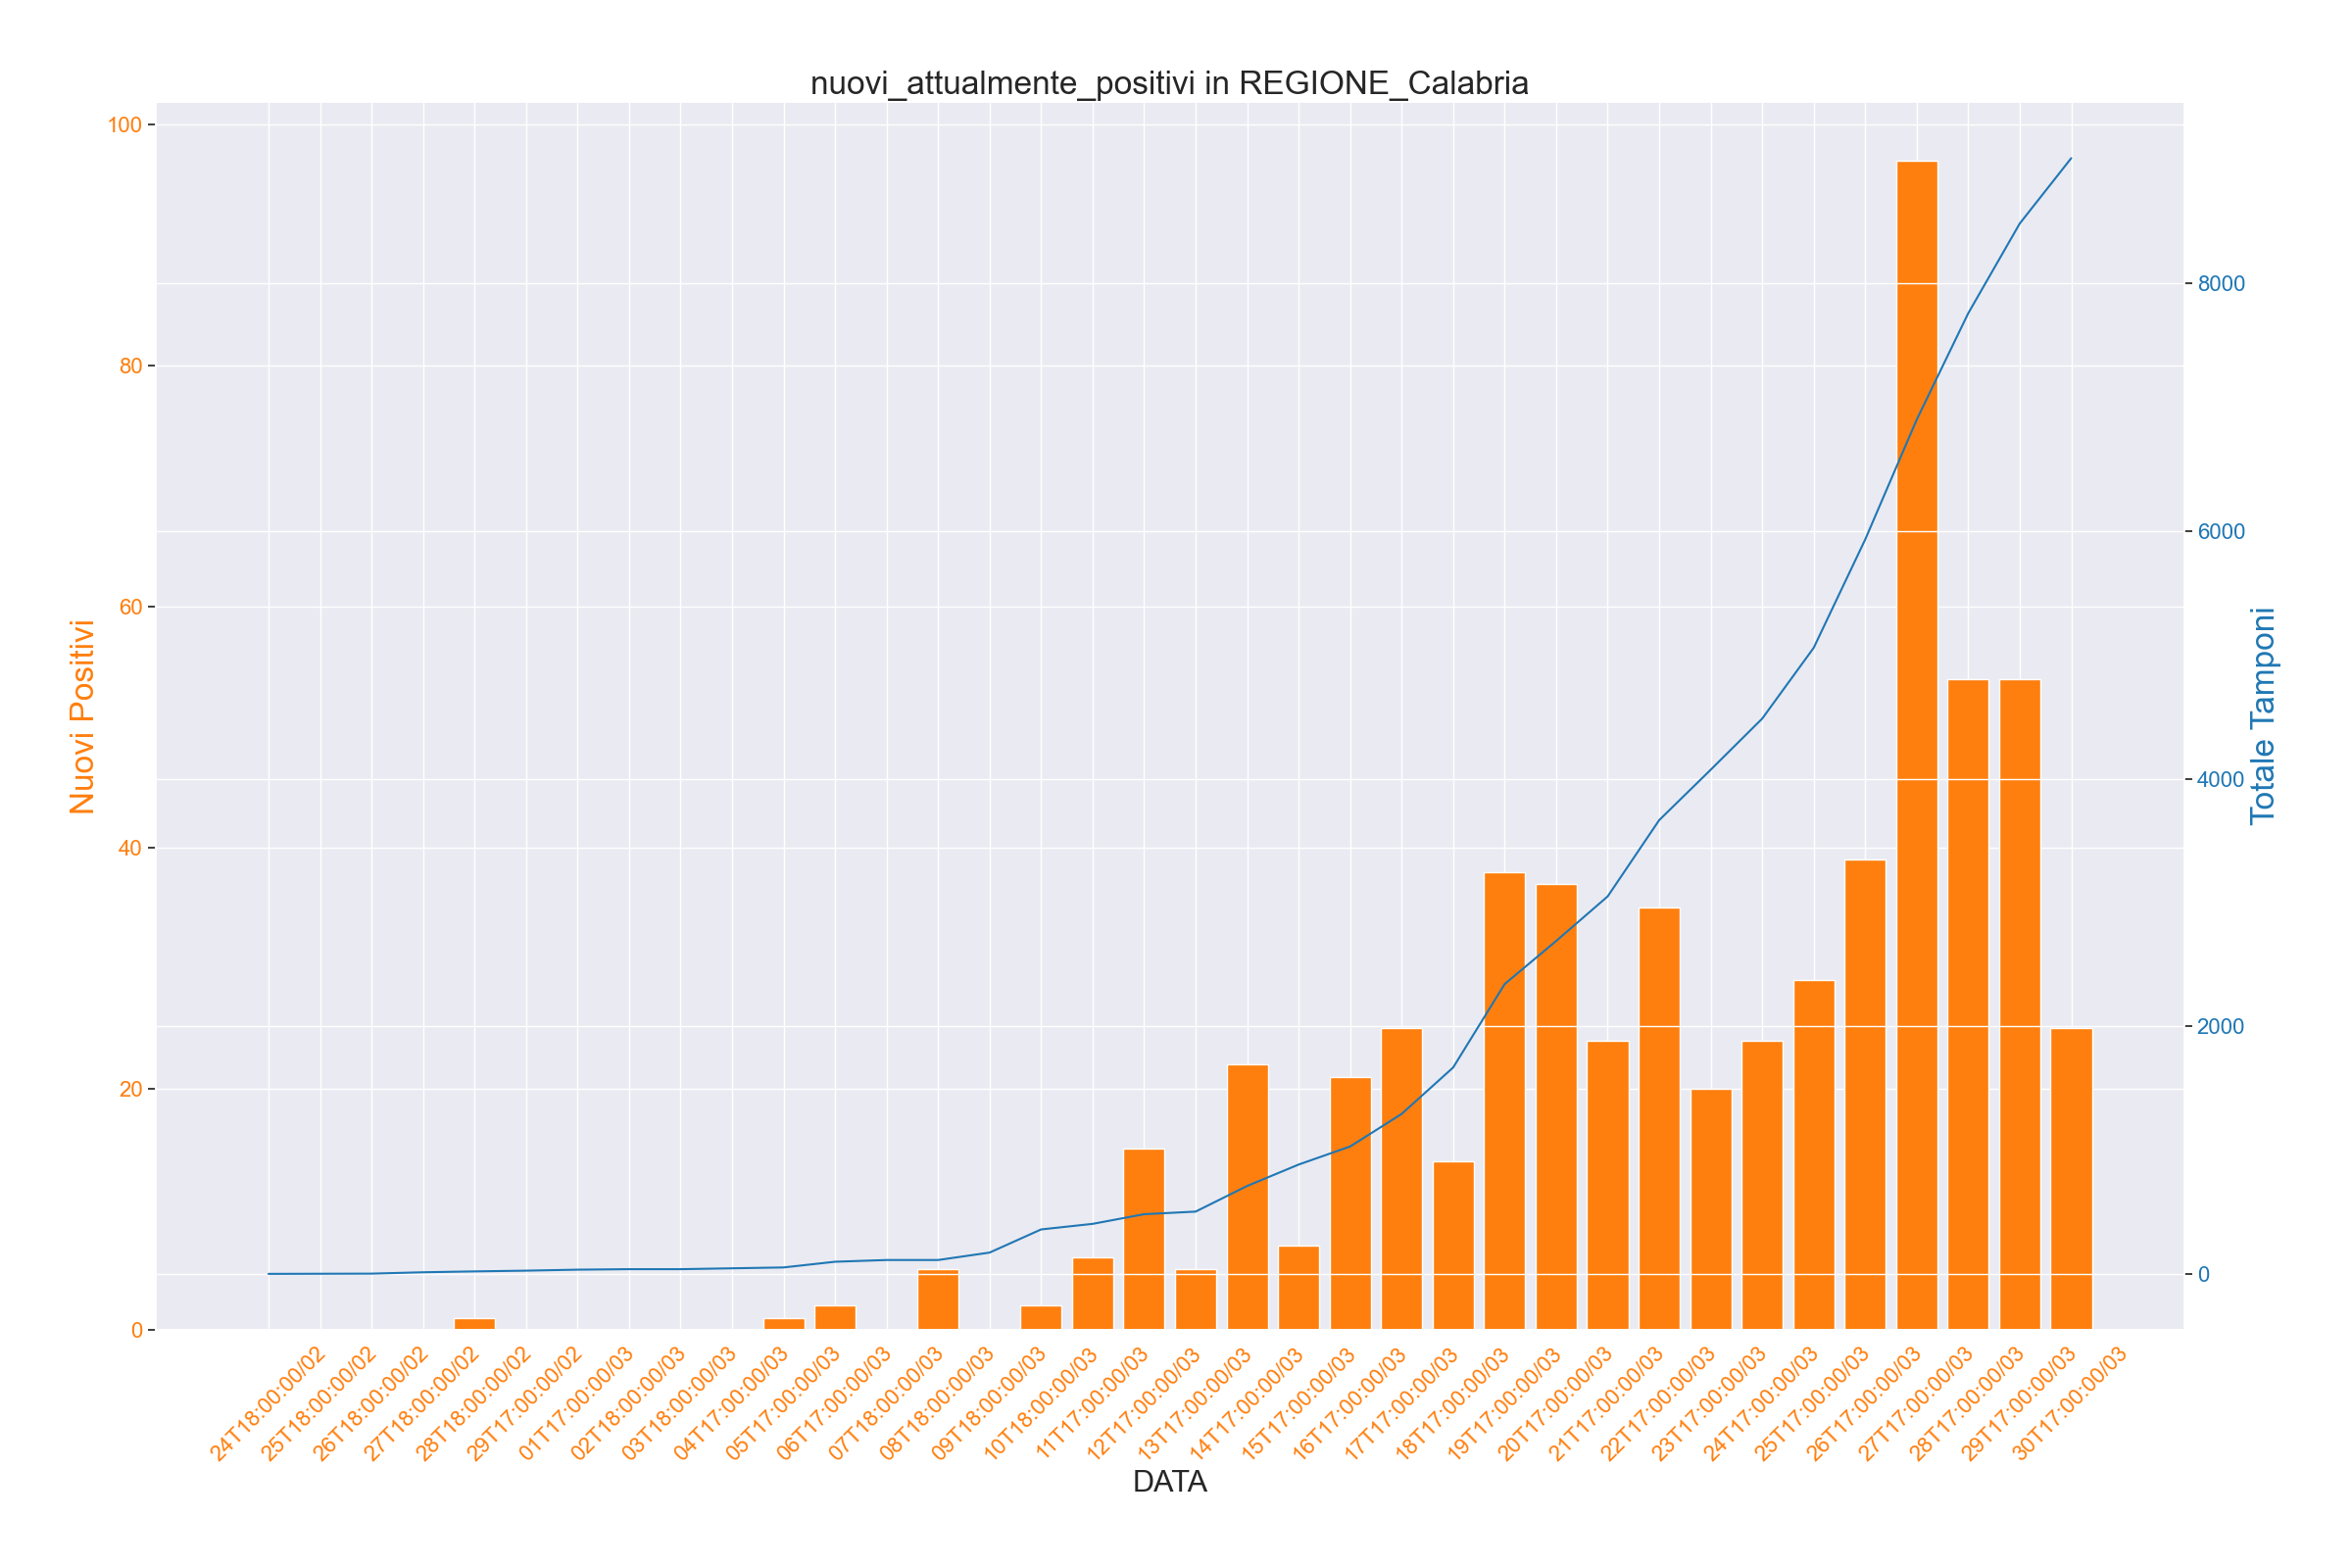 nuovi_attualmente_positivi in REGIONE_Calabria
100
80
60
40
20
0
Nuovi Positivi
8000
6000
4000
2000
0
Totale Tamponi
24T18:00:00/02
25T18:00:00/02
26T18:00:00/02
27T18:00:00/02
28T18:00:00/02
29T17:00:00/02
01T17:00:00/03
02T18:00:00/03
03T18:00:00/03
04T17:00:00/03
05T17:00:00/03
06T17:00:00/03
07T18:00:00/03
08T18:00:00/03
09T18:00:00/03
10T18:00:00/03
11T17:00:00/03
12T17:00:00/03
13T17:00:00/03
14T17:00:00/03
15T17:00:00/03
16T17:00:00/03
17T17:00:00/03
18T17:00:00/03
19T17:00:00/03
20T17:00:00/03
21T17:00:00/03
22T17:00:00/03
23T17:00:00/03
24T17:00:00/03
25T17:00:00/03
26T17:00:00/03
27T17:00:00/03
28T17:00:00/03
29T17:00:00/03
30T17:00:00/03
DATA